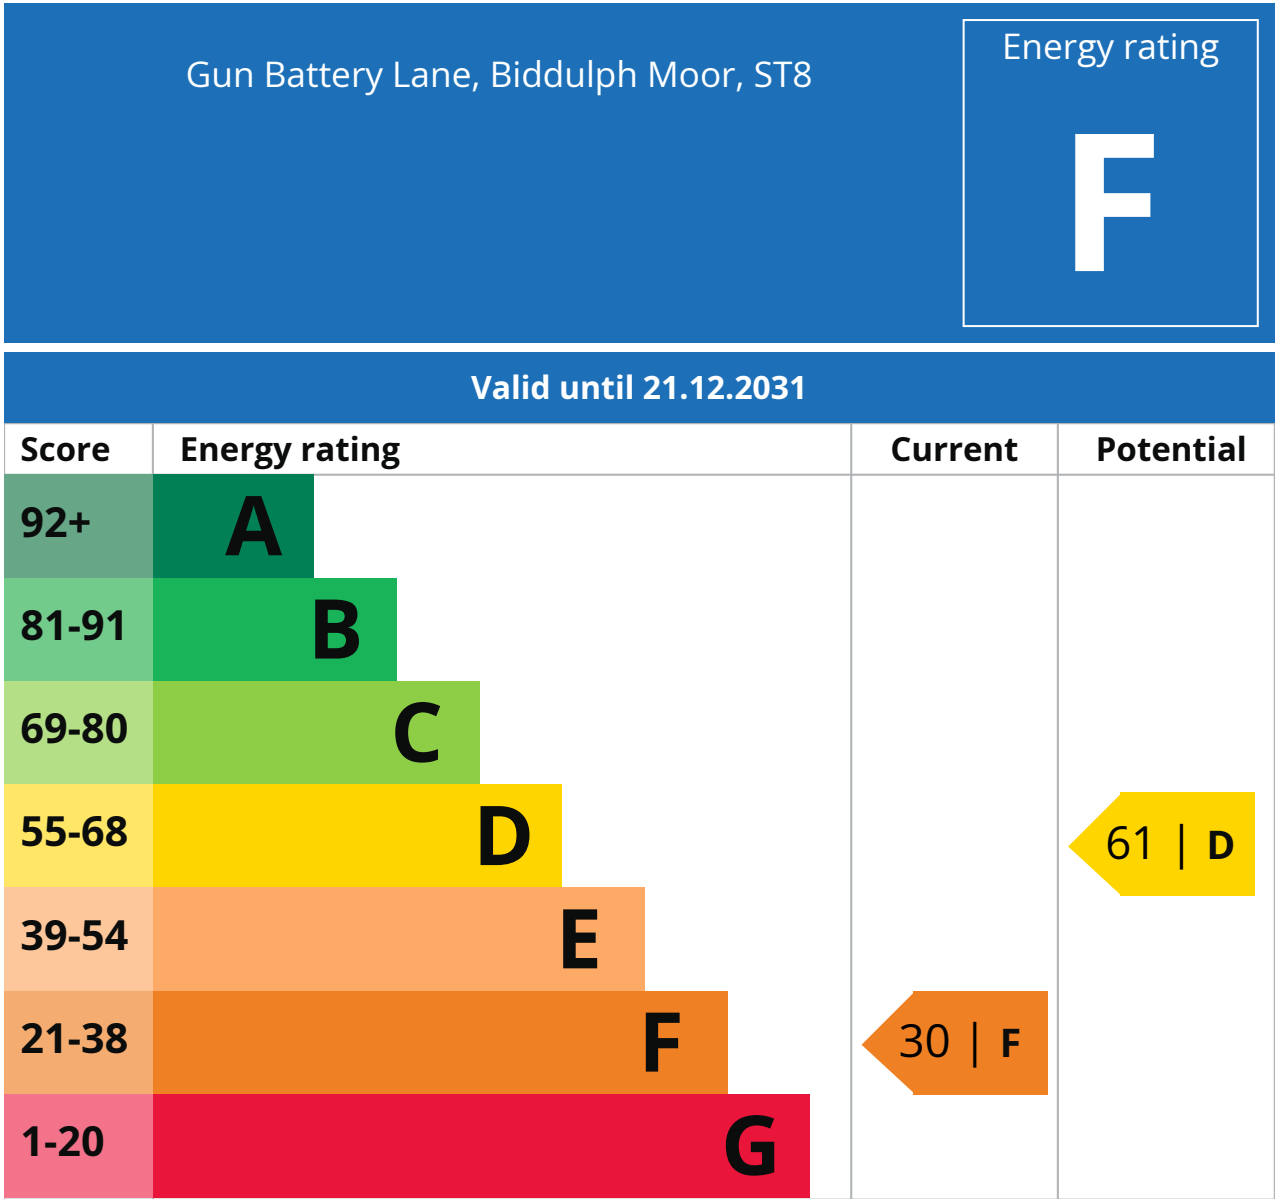 Gun Battery Lane, Biddulph Moor, ST8
Energy rating
F
Valid until 21.12.2031
Score Energy rating Current Potential
92+ A
81-91 B
69-80 C
55-68 D 61 | D
39-54 E
21-38 F 30 | F
1-20 G